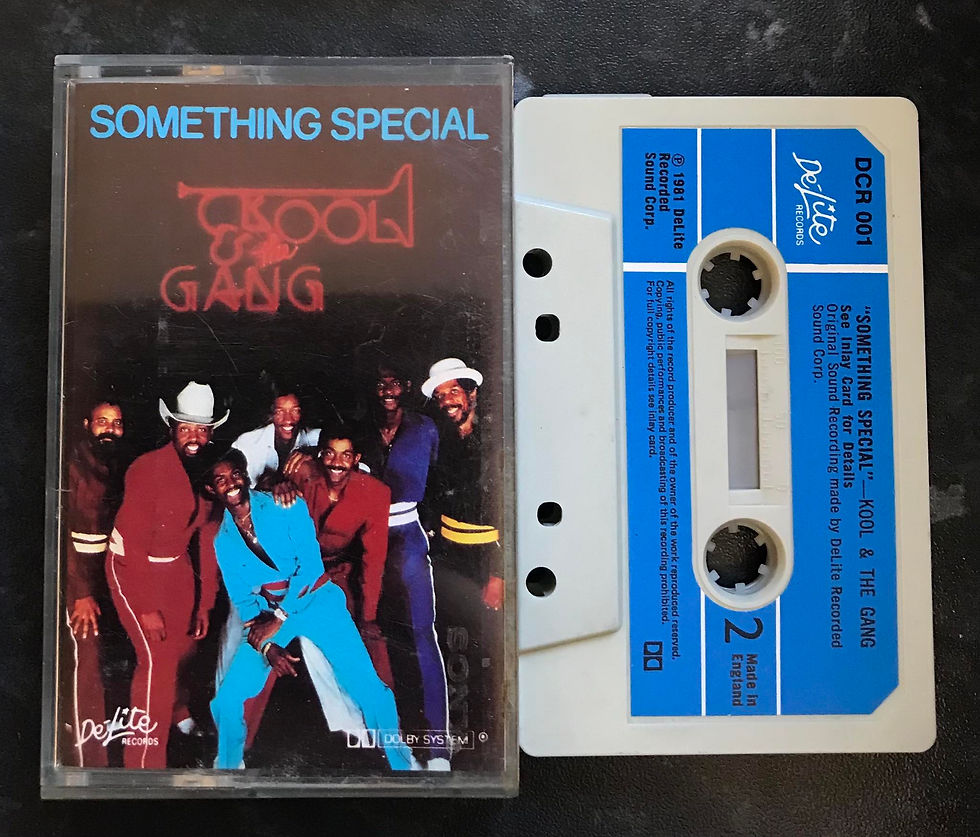 SOMETHING SPECIAL
KOOL
& the
GANG
De-Lite
RECORDS
DOLBY SYSTEM
DCR 001
De-Lite
RECORDS
℗ 1981 DeLite
Recorded
Sound Corp.
"SOMETHING SPECIAL"—KOOL & THE GANG
See Inlay Card for Details
Original Sound Recording made by DeLite Recorded
Sound Corp.
All rights of the record producer and of the owner of the work reproduced reserved.
Copying, public performances and broadcasting of this recording prohibited.
For full copyright details see inlay card.
2
Made in
England